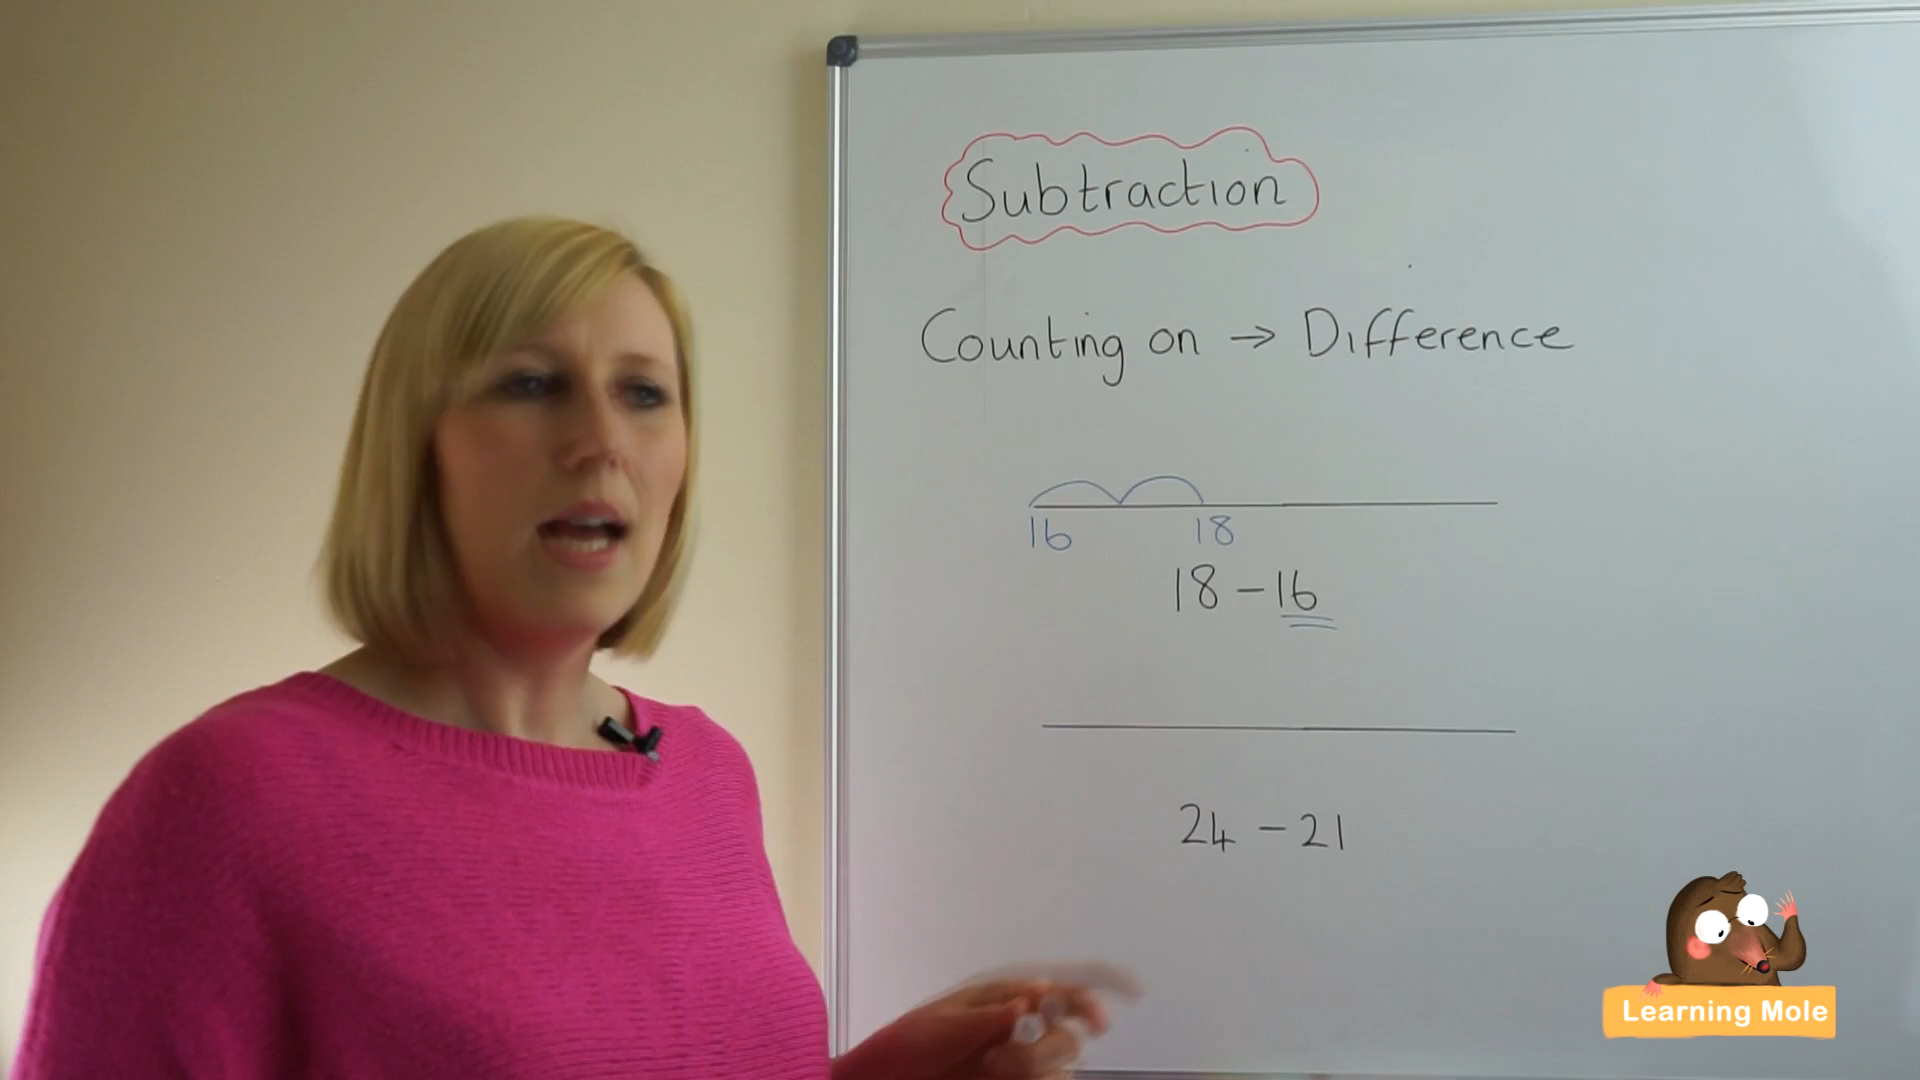 Subtraction
Counting on → Difference
16 18
18 - 16
24 - 21
Learning Mole